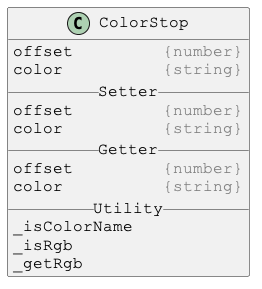 C ColorStop
offset {number}
color {string}
Setter
offset {number}
color {string}
Getter
offset {number}
color {string}
Utility
_isColorName
_isRgb
_getRgb